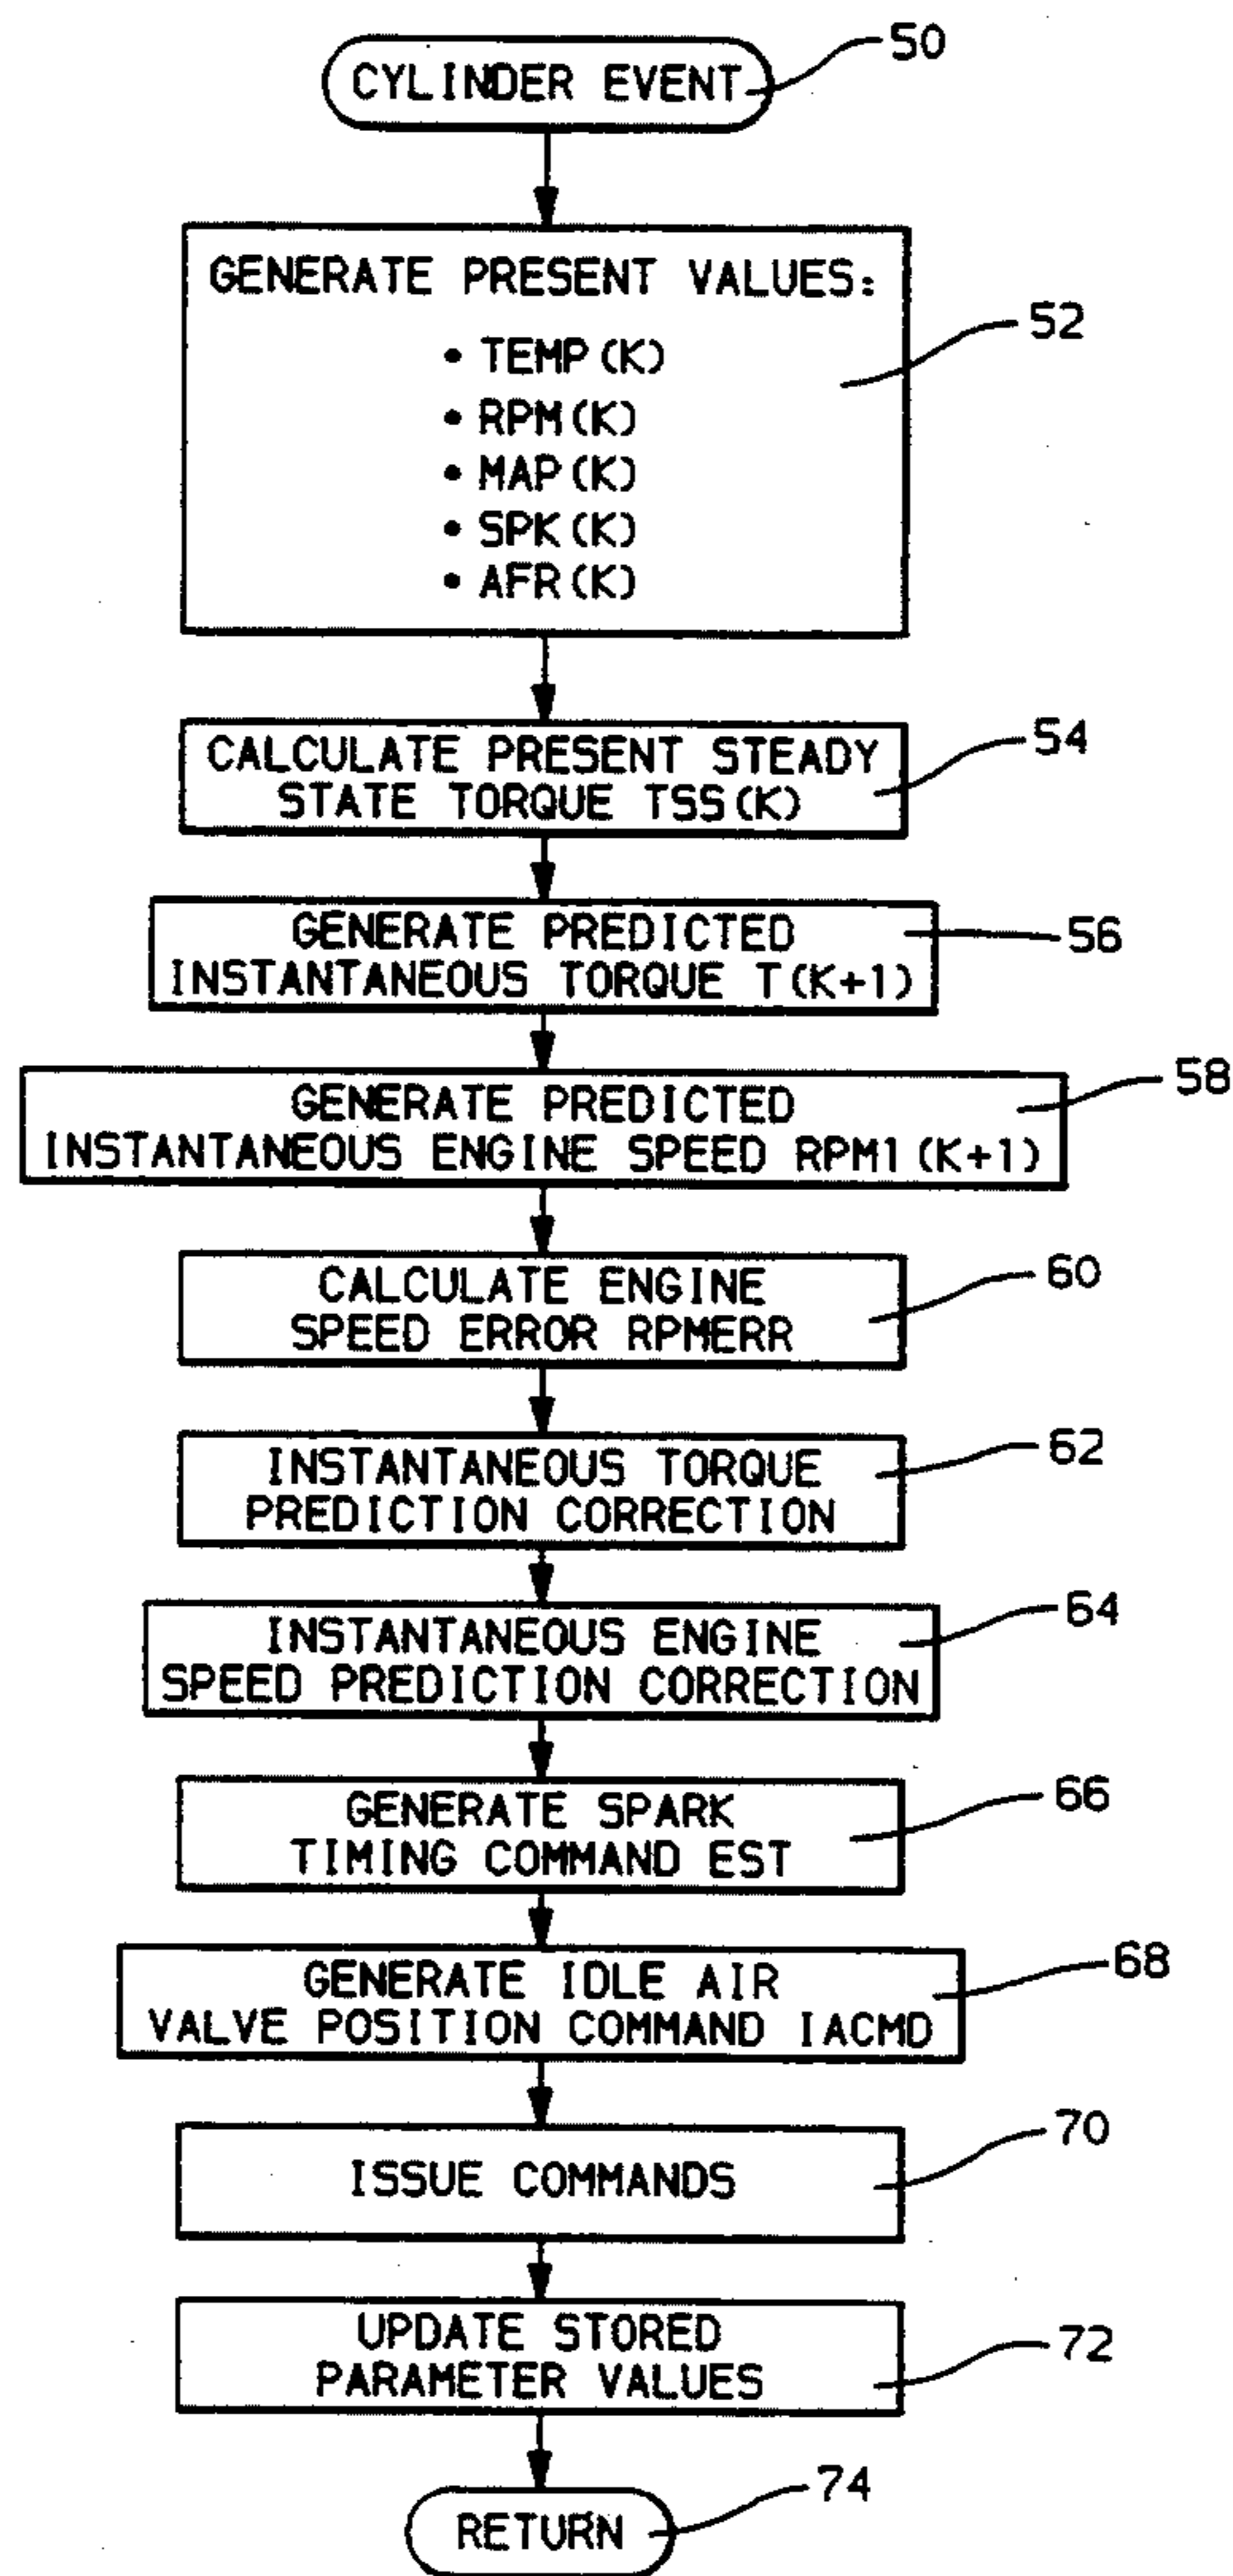 CYLINDER EVENT
50
GENERATE PRESENT VALUES:
52
• TEMP(K)
• RPM(K)
• MAP(K)
• SPK(K)
• AFR(K)
CALCULATE PRESENT STEADY
STATE TORQUE TSS(K)
54
GENERATE PREDICTED
INSTANTANEOUS TORQUE T(K+1)
56
GENERATE PREDICTED
INSTANTANEOUS ENGINE SPEED RPM1(K+1)
58
CALCULATE ENGINE
SPEED ERROR RPMERR
60
INSTANTANEOUS TORQUE
PREDICTION CORRECTION
62
INSTANTANEOUS ENGINE
SPEED PREDICTION CORRECTION
64
GENERATE SPARK
TIMING COMMAND EST
66
GENERATE IDLE AIR
VALVE POSITION COMMAND IACMD
68
ISSUE COMMANDS
70
UPDATE STORED
PARAMETER VALUES
72
RETURN
74